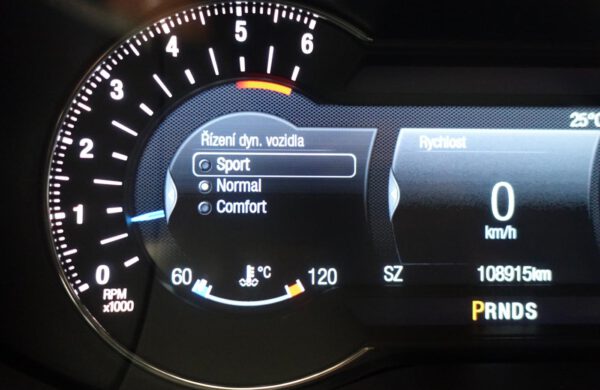 0
1
2
3
4
5
6
RPM
x1000
Řízení dyn. vozidla
Sport
Normal
Comfort
60 °C 120
25°C
Rychlost
0
km/h
SZ 108915km
PRNDS